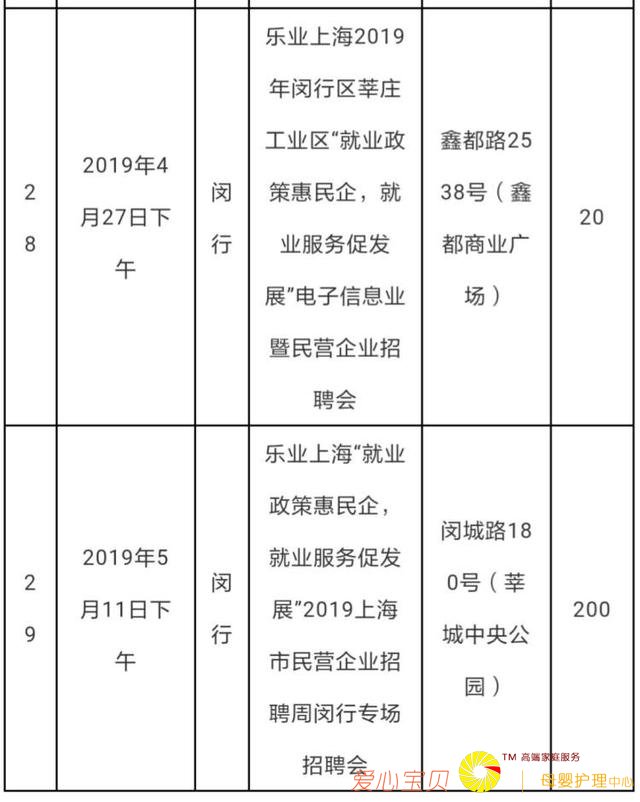 2
8
2019年4
月27日下
午
闵
行
乐业上海2019
年闵行区莘庄
工业区“就业政
策惠民企，就
业服务促发
展”电子信息业
暨民营企业招
聘会
鑫都路25
38号（鑫
都商业广
场）
20
2
9
2019年5
月11日下
午
闵
行
乐业上海“就业
政策惠民企，
就业服务促发
展”2019上海
市民营企业招
聘周闵行专场
招聘会
闵城路18
0号（莘
城中央公
园）
200
爱心宝贝
TM 高端家庭服务
母婴护理中心